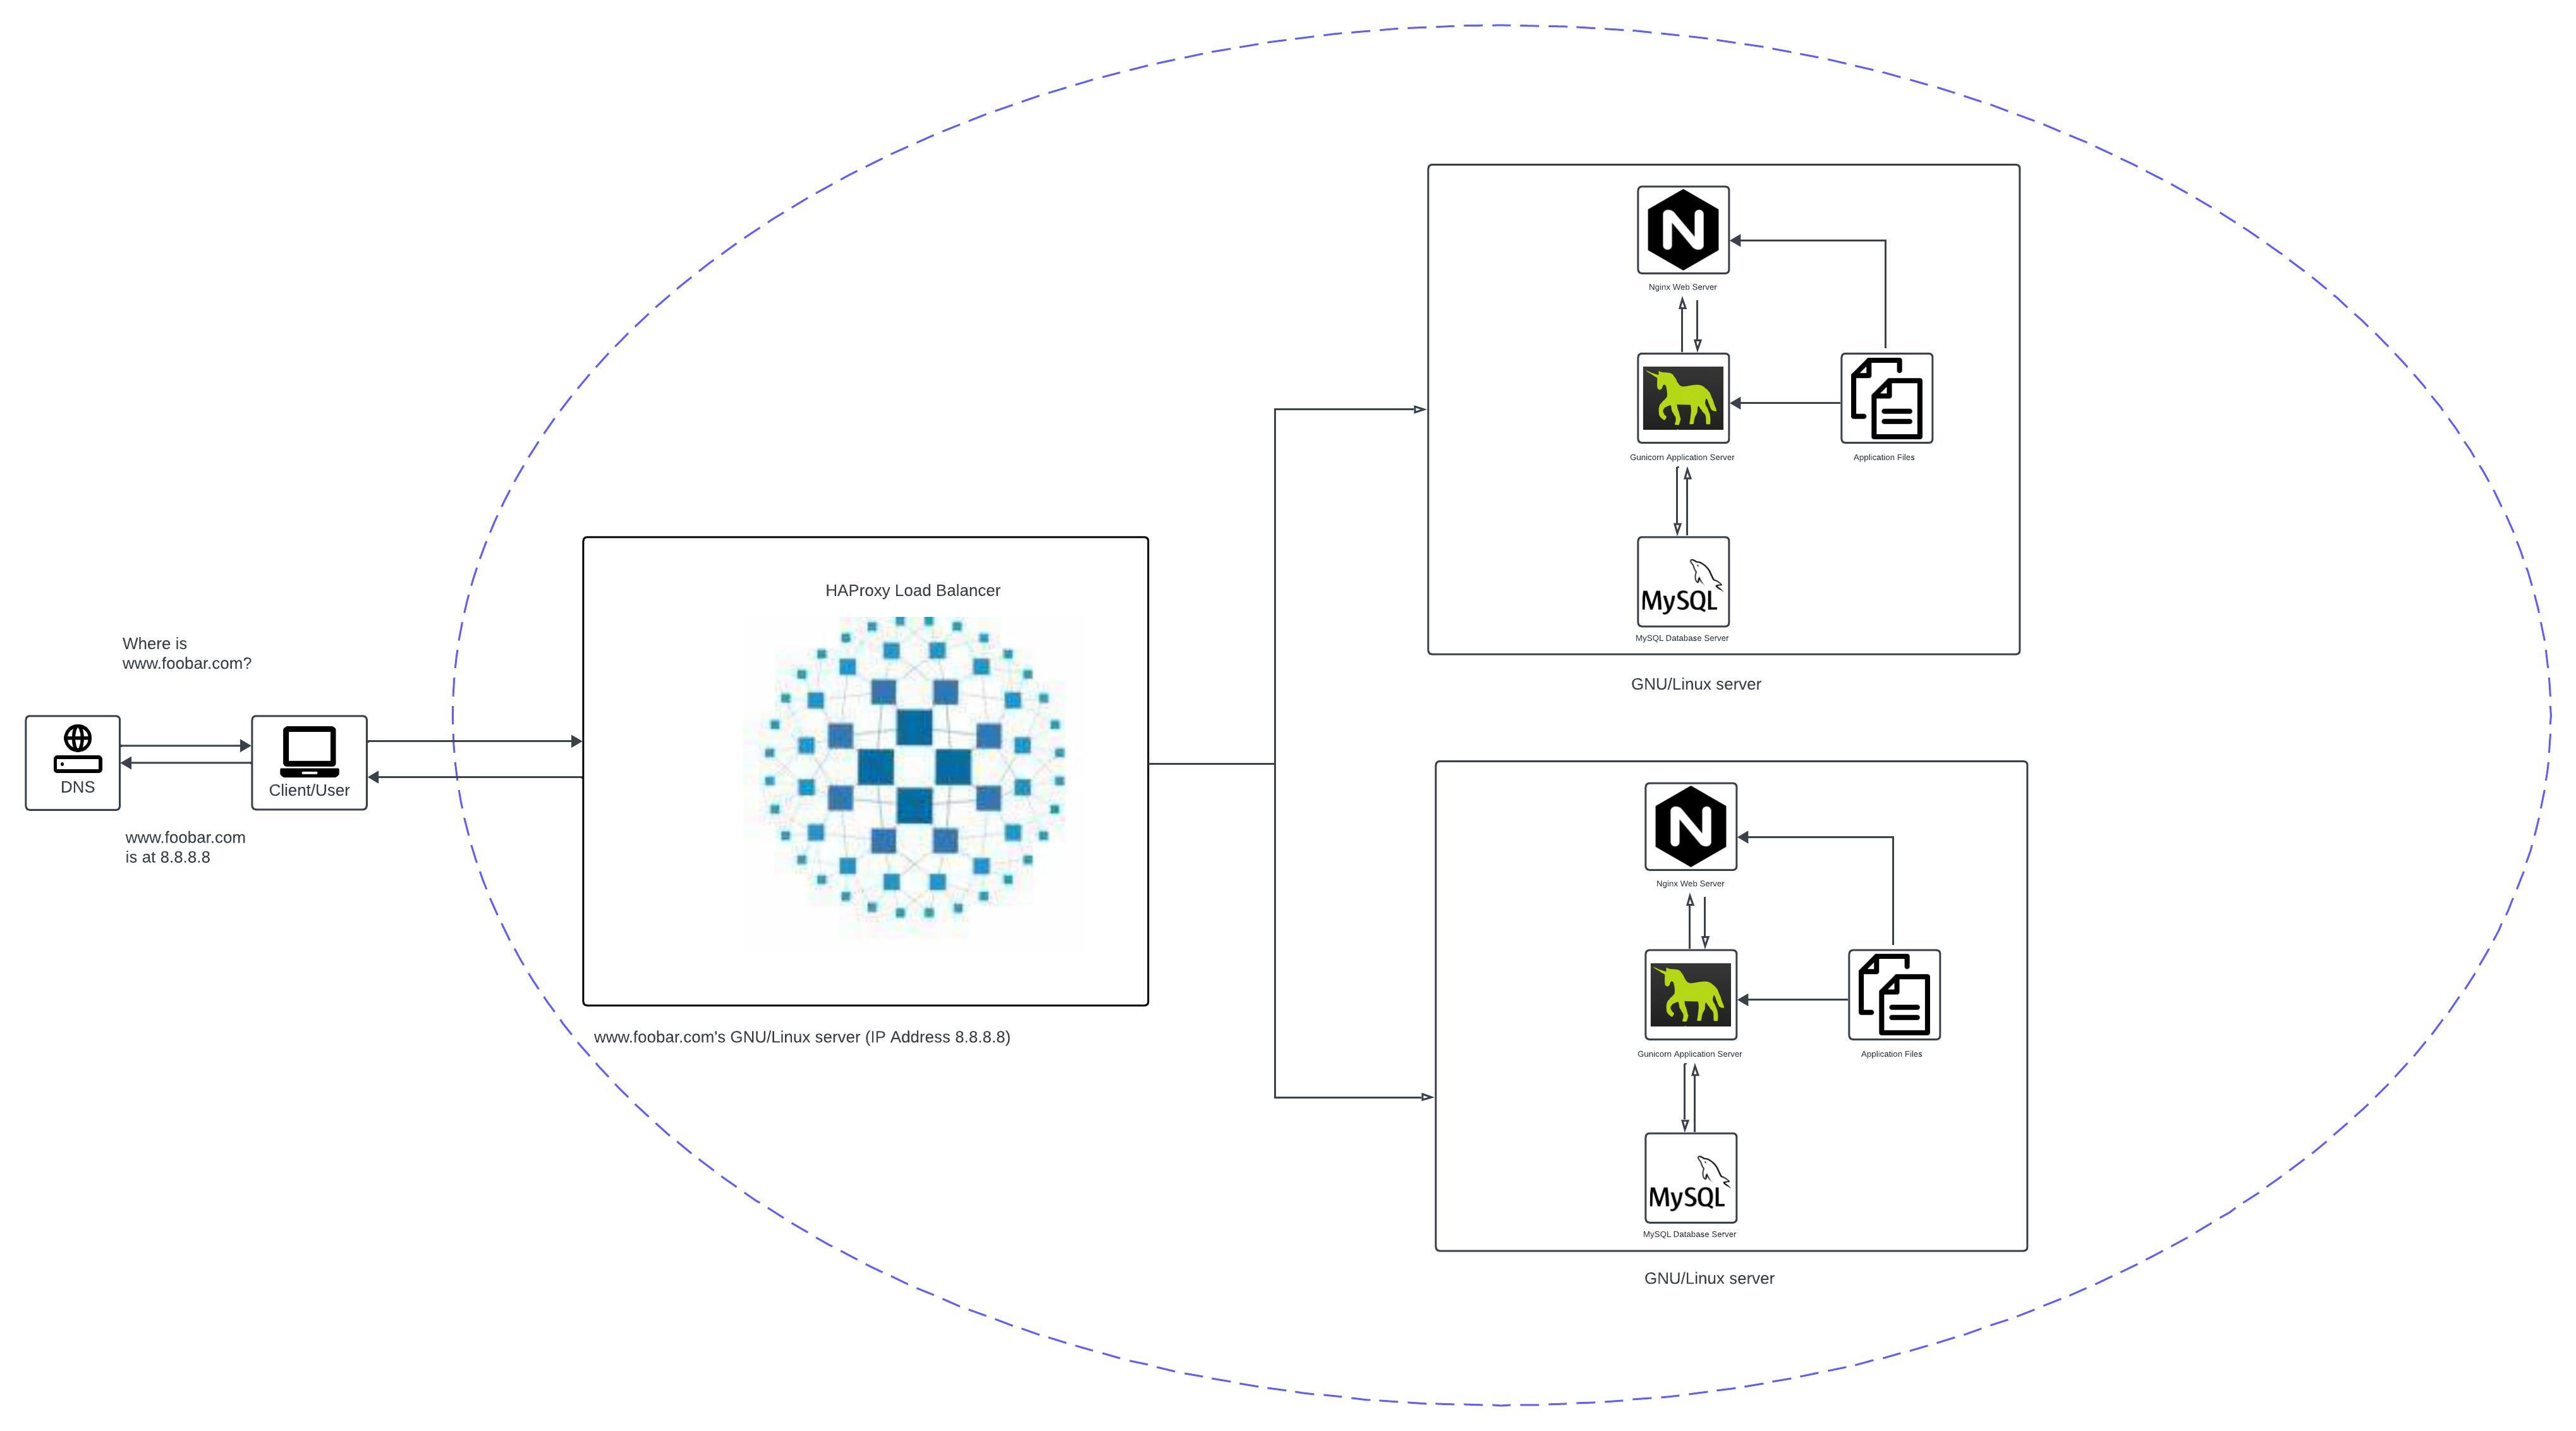 Where is
www.foobar.com?
DNS
Client/User
www.foobar.com
is at 8.8.8.8
HAProxy Load Balancer
www.foobar.com's GNU/Linux server (IP Address 8.8.8.8)
N
Nginx Web Server
Gunicorn Application Server
Application Files
MySQL
MySQL Database Server
GNU/Linux server
N
Nginx Web Server
Gunicorn Application Server
Application Files
MySQL
MySQL Database Server
GNU/Linux server